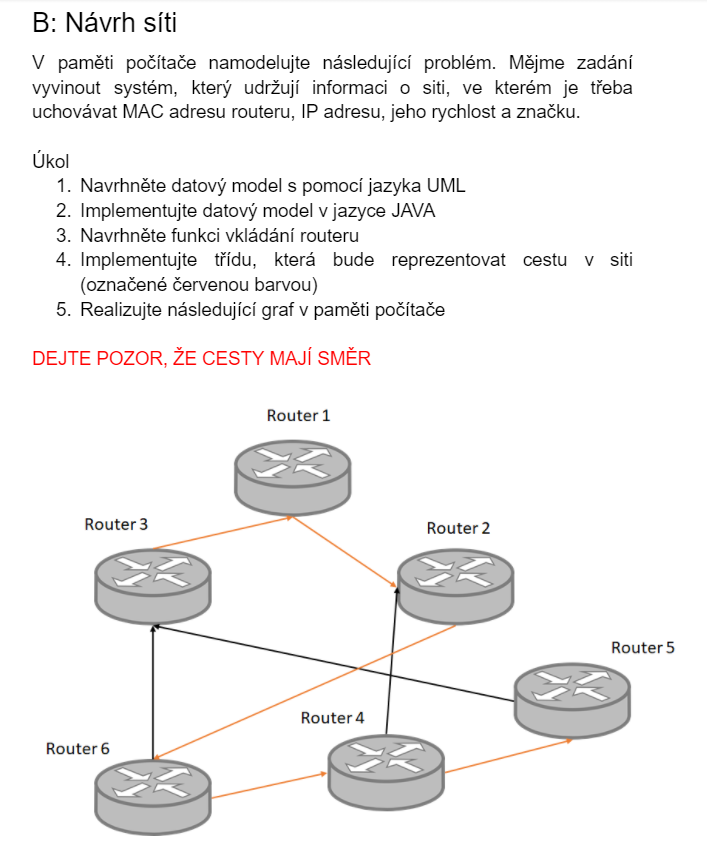 B: Návrh síti
V paměti počítače namodelujte následující problém. Mějme zadání
vyvinout systém, který udržují informaci o siti, ve kterém je třeba
uchovávat MAC adresu routeru, IP adresu, jeho rychlost a značku.
Úkol
1. Navrhněte datový model s pomocí jazyka UML
2. Implementujte datový model v jazyce JAVA
3. Navrhněte funkci vkládání routeru
4. Implementujte třídu, která bude reprezentovat cestu v siti
(označené červenou barvou)
5. Realizujte následující graf v paměti počítače
DEJTE POZOR, ŽE CESTY MAJÍ SMĚR
Router 1
Router 3
Router 2
Router 5
Router 4
Router 6